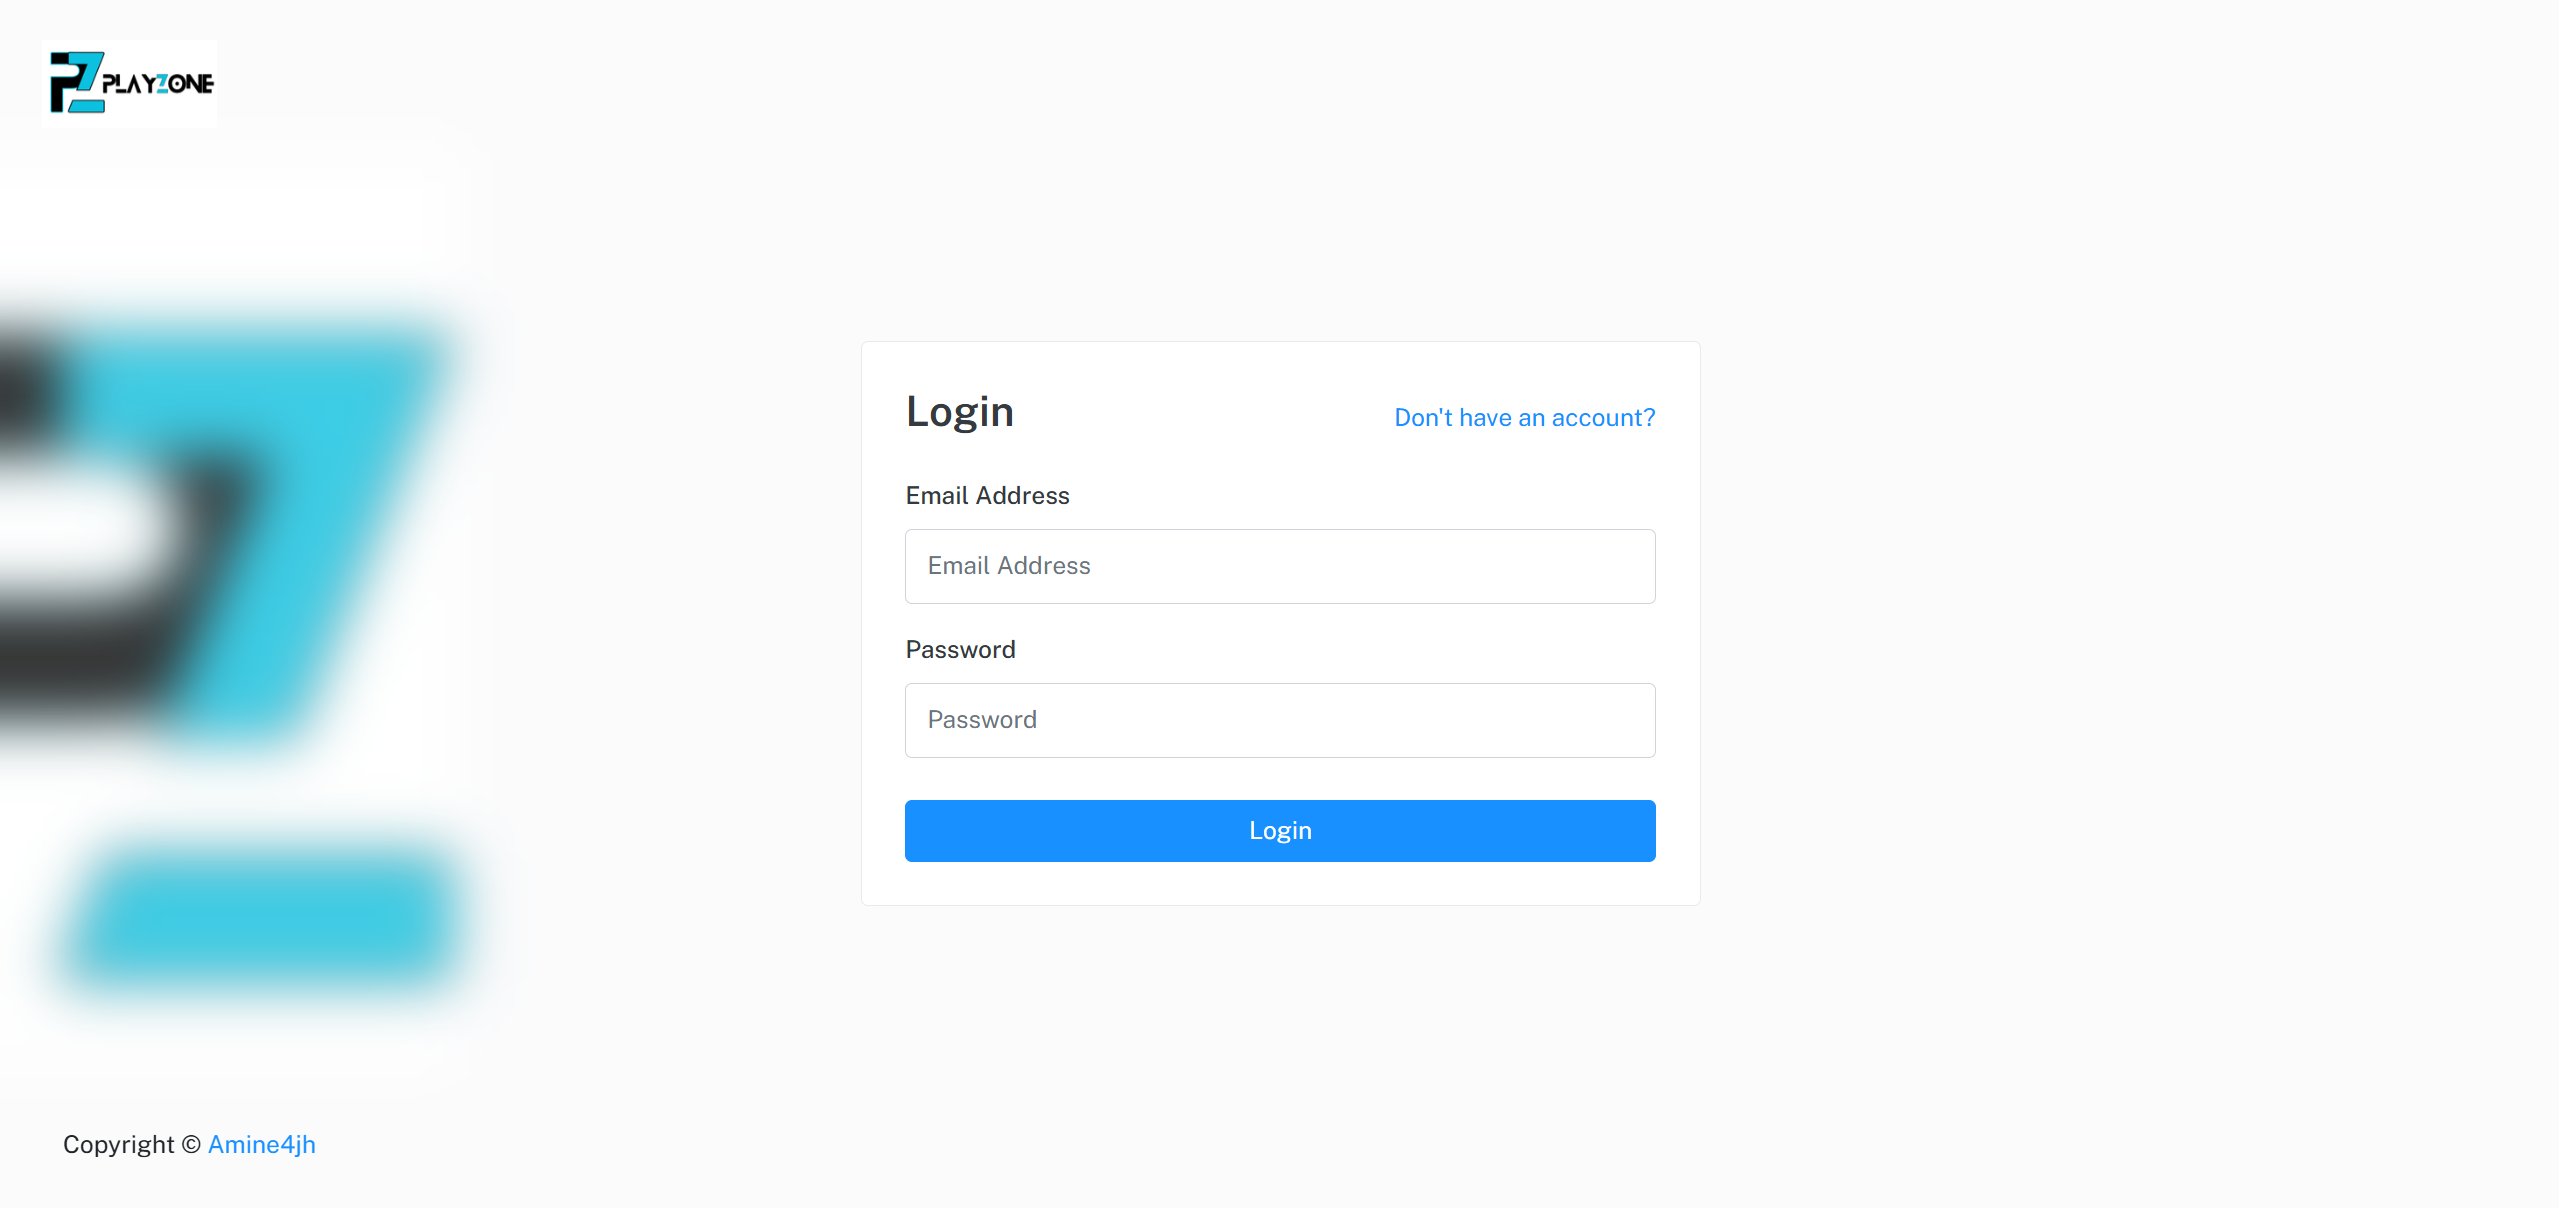 PLAYZONE
Login
Don't have an account?
Email Address
Email Address
Password
Password
Login
Copyright © Amine4jh